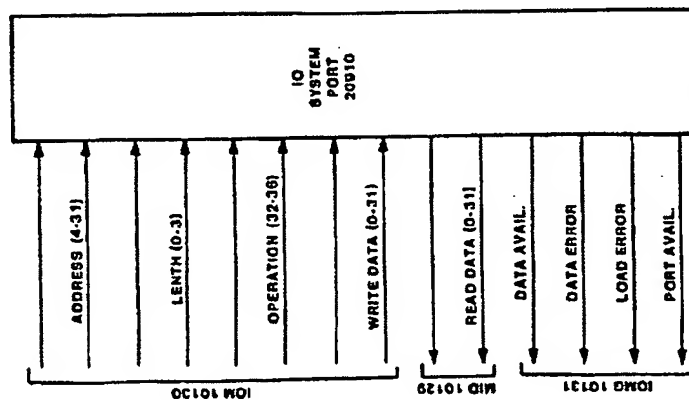 IO
SYSTEM
PORT
20910
ADDRESS (4-31)
LENTH (0-3)
OPERATION (32-36)
WRITE DATA (0-31)
READ DATA (0-31)
DATA AVAIL.
DATA ERROR
LOAD ERROR
PORT AVAIL.
IOM 10130
MID 10129
IOMC 10131